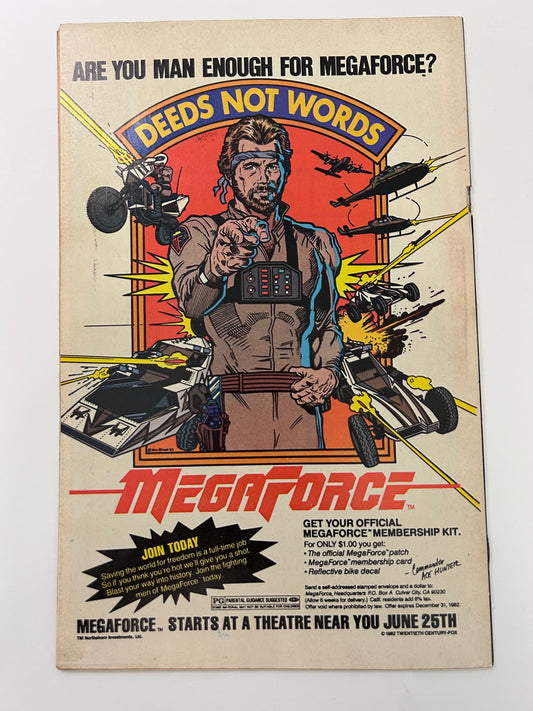 ARE YOU MAN ENOUGH FOR MEGAFORCE?
DEEDS NOT WORDS
MEGAFORCE™
JOIN TODAY
Saving the world for freedom is a full-time job
So if you think you're hot we'll give you a shot.
Blast your way into history. Join the fighting
men of MegaForce™ today.
GET YOUR OFFICIAL
MEGAFORCE™ MEMBERSHIP KIT.
For ONLY $1.00 you get:
• The official MegaForce™ patch
• MegaForce™ membership card
• Reflective bike decal
Commander
ACE HUNTER
Send a self-addressed stamped envelope and a dollar to:
MegaForce, Headquarters P.O. Box A Culver City, CA 90230
(Allow 6 weeks for delivery.) Calif. residents add 6% tax.
Offer void where prohibited by law. Offer expires December 31, 1982.
PG PARENTAL GUIDANCE SUGGESTED
SOME MATERIAL MAY NOT BE SUITABLE FOR CHILDREN
MEGAFORCE™ STARTS AT A THEATRE NEAR YOU JUNE 25TH
TM Northshore Investments, Ltd.
© 1982 TWENTIETH CENTURY-FOX